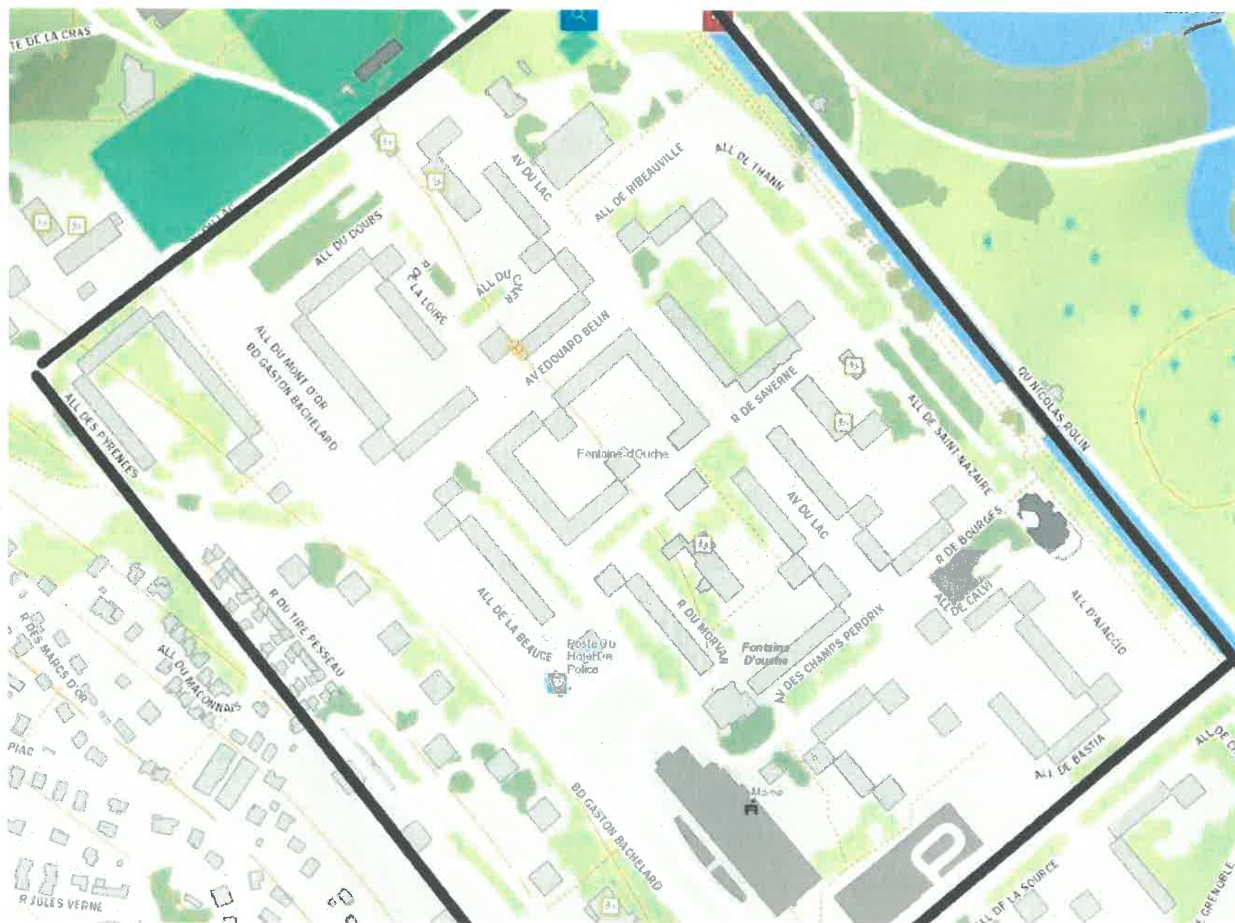 TE DE LA CRAS
AV DU LAC
ALL DE RIBEAUVILLE
ALL DE THANN
ALL DU DOUBS
R DE LA LOIRE
ALL DU CHER
ALL DU MONT D'OR
BD GASTON BACHELARD
AV EDOUARD BELIN
R DE SAVERNE
QU NICOLAS ROLIN
ALL DES PYRENEES
Fontaine d'Ouche
ALL DE SAINT-NAZAIRE
AV DU LAC
R DE BOURGES
ALL DE CALVI
ALL D'AJACCIO
R DU TIRE PESSEAU
ALL DE LA BEAUCE
Poste Ou
Hotel De
Police
R DU MORVAN
Fontaine
D'ouche
AV DES CHAMPS PERDRIX
R DES MARCS D'OR
ALL DU MACONNAIS
PIAC
Mairie
ALL DE BASTIA
BD GASTON BACHELARD
R JULES VERNE
ALL DE LA SOURCE
GRENOBLE